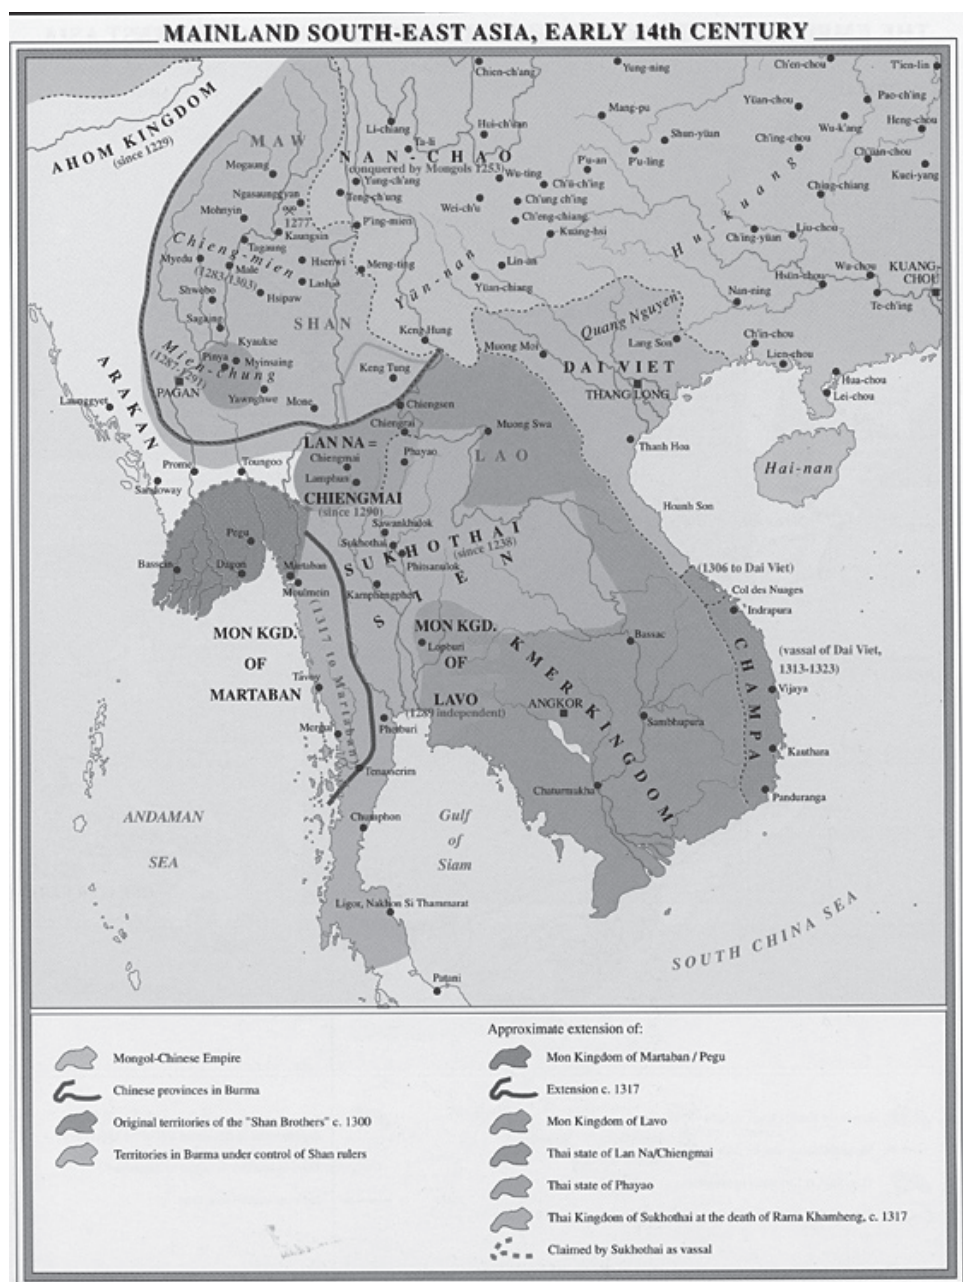 MAINLAND SOUTH-EAST ASIA, EARLY 14th CENTURY
AHOM KINGDOM
(since 1229)
MAW
Mogaung
Ngasaunggyan
1277
Mohnyin
Kaungxin
Tagaung
Chieng-mien
(1283/1303)
Myedu
Male
Hsenwi
Lashio
Shwebo
Hsipaw
Sagaing
SHAN
Kyaukse
Pinya
Myinsaing
Mien-chung
(1287-1291)
PAGAN
Yawnghwe
Mone
ARAKAN
Launggyet
Prome
Toungoo
Sandoway
NAN-CHAO
(conquered by Mongols 1253)
Chien-ch'ang
Yung-ning
Li-chiang
Ta-li
Hui-ch'uan
Mang-pu
Shun-yüan
P'u-an
P'u-ling
Yung-ch'ang
Wu-ting
Ch'ü-ch'ing
Teng-ch'ung
Wei-ch'u
Ch'ung ch'ing
Ch'eng-chiang
P'ing-mien
Kuang-hsi
Meng-ting
Lin-an
Yün-nan
Yüan-chiang
Keng Hung
Ch'en-chou
T'ien-lin
Yüan-chou
Pao-ch'ing
Wu-k'ang
Heng-chou
Ch'ing-chou
Ch'üan-chou
Kuei-yang
Ching-chiang
Hu-kuang
Ch'ing-yüan
Liu-chou
Wu-chou
KUANG-
CHOU
Hsün-chou
Nan-ning
Te-ch'ing
Quang Nguyen
Lang Son
Ch'in-chou
Lien-chou
Hua-chou
Lei-chou
Muong Moi
DAI VIET
THANG LONG
Thanh Hoa
Hai-nan
Hoanh Son
Keng Tung
Chiengsen
Chiengrai
Muong Swa
LAO
LAN NA =
Chiengmai
Phayao
Lamphun
CHIENGMAI
(since 1290)
Sawankhalok
Sukhothai
SUKHOTHAI
(since 1238)
Phitsanulok
SIEN
Kamphengphet
Pegu
Bassein
Dagon
Martaban
Moulmein
MON KGD.
OF
MARTABAN
(1317 to Martaban)
Tavoy
Mergui
Tenasserim
MON KGD.
Lopburi
OF
LAVO
(1289 independent)
Phetburi
KMER KINGDOM
Bassac
ANGKOR
Sambhupura
Chaturmukha
(1306 to Dai Viet)
Col des Nuages
Indrapura
CHAMPA
(vassal of Dai Viet,
1313-1323)
Vijaya
Kauthara
Panduranga
ANDAMAN
SEA
Gulf
of
Siam
Chumphon
Ligor, Nakhon Si Thammarat
Patani
SOUTH CHINA SEA
Mongol-Chinese Empire
Chinese provinces in Burma
Original territories of the "Shan Brothers" c. 1300
Territories in Burma under control of Shan rulers
Approximate extension of:
Mon Kingdom of Martaban / Pegu
Extension c. 1317
Mon Kingdom of Lavo
Thai state of Lan Na/Chiengmai
Thai state of Phayao
Thai Kingdom of Sukhothai at the death of Rama Khamheng, c. 1317
Claimed by Sukhothai as vassal